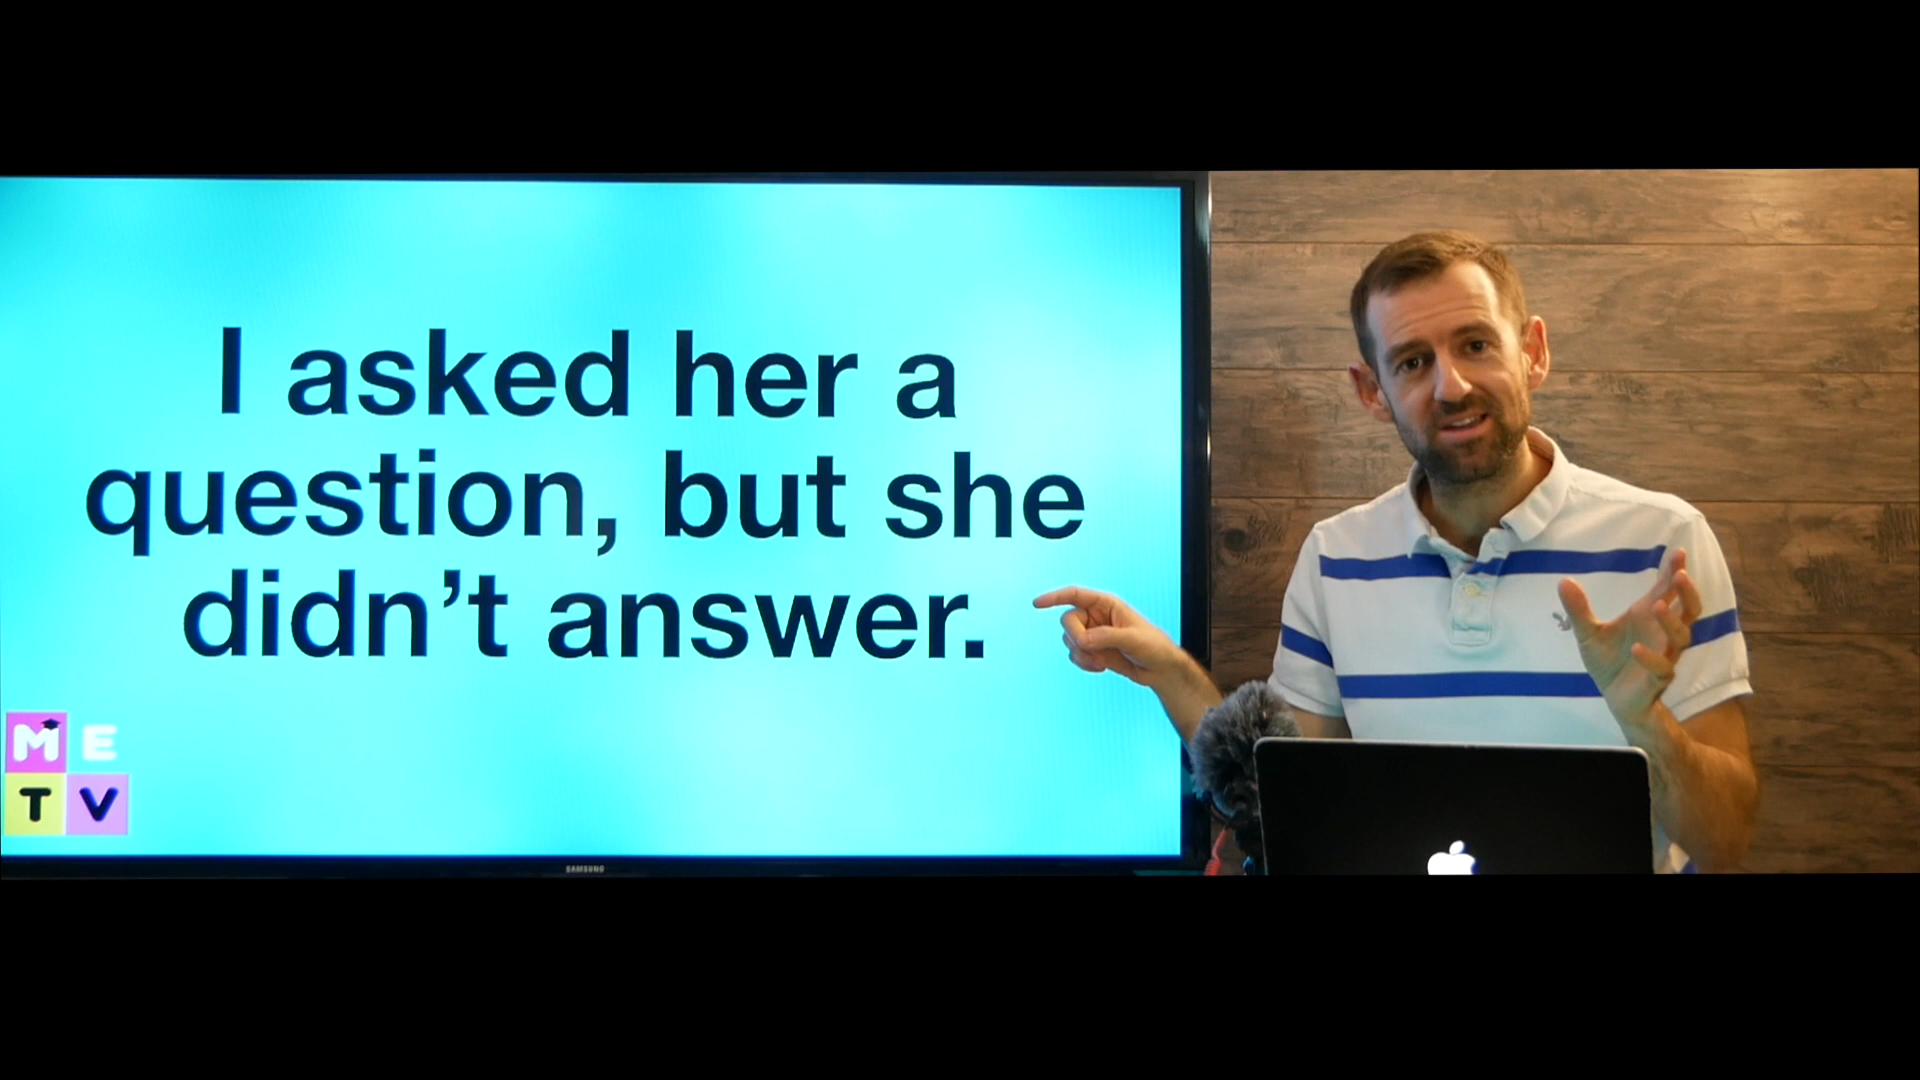 I asked her a
question, but she
didn’t answer.
M E
T V
SAMSUNG